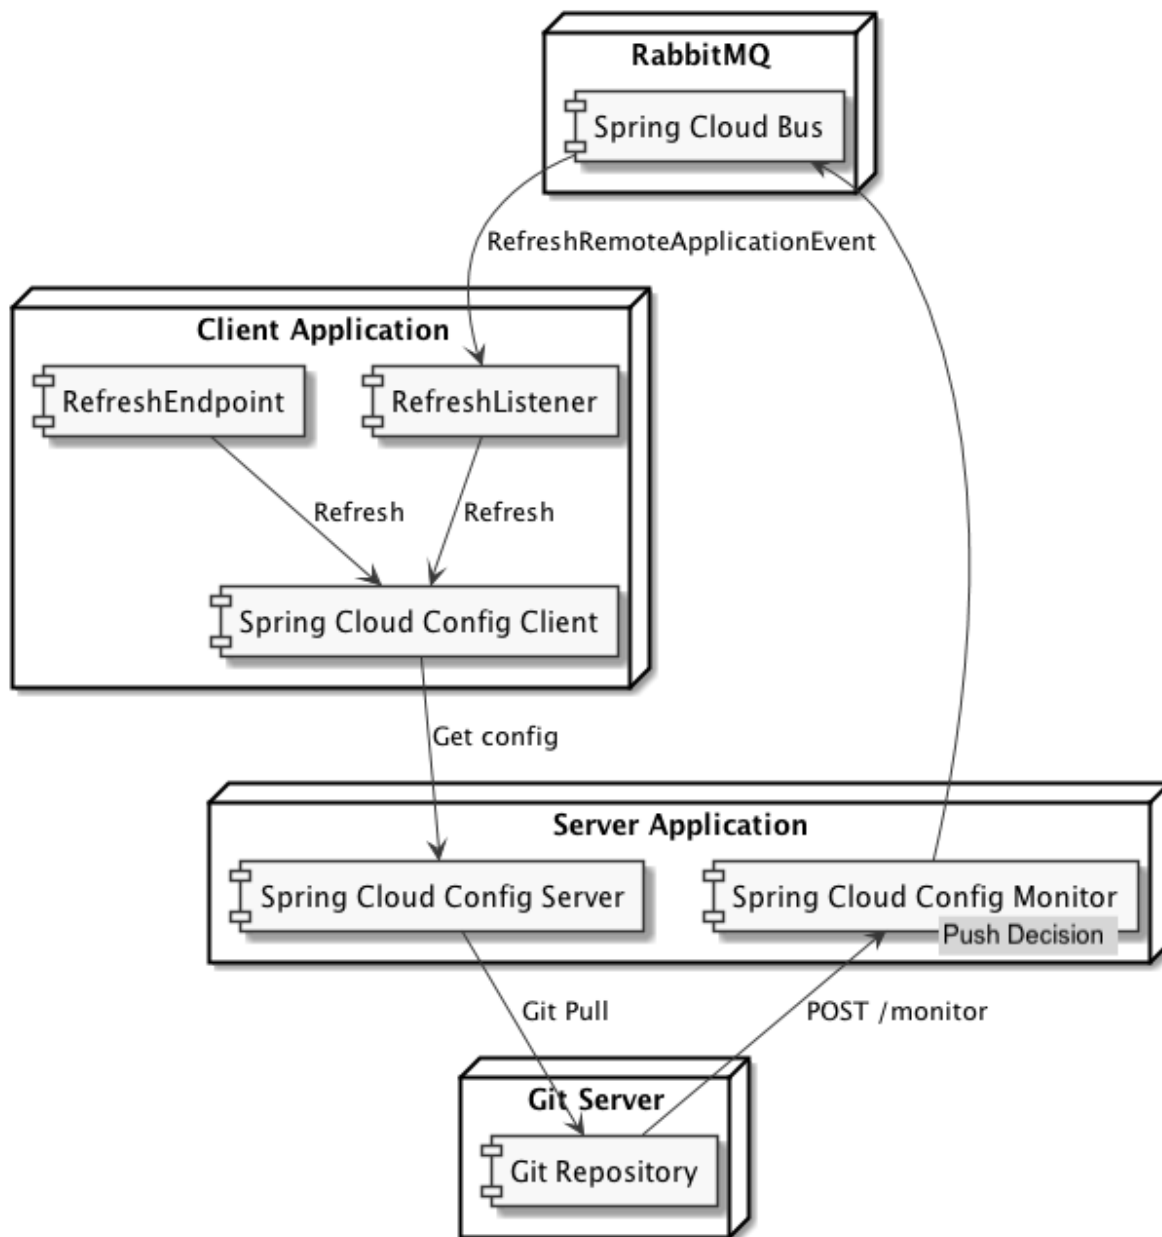 RabbitMQ
Spring Cloud Bus
RefreshRemoteApplicationEvent
Client Application
RefreshEndpoint
RefreshListener
Refresh
Refresh
Spring Cloud Config Client
Get config
Server Application
Spring Cloud Config Server
Spring Cloud Config Monitor
Push Decision
Git Pull
POST /monitor
Git Server
Git Repository